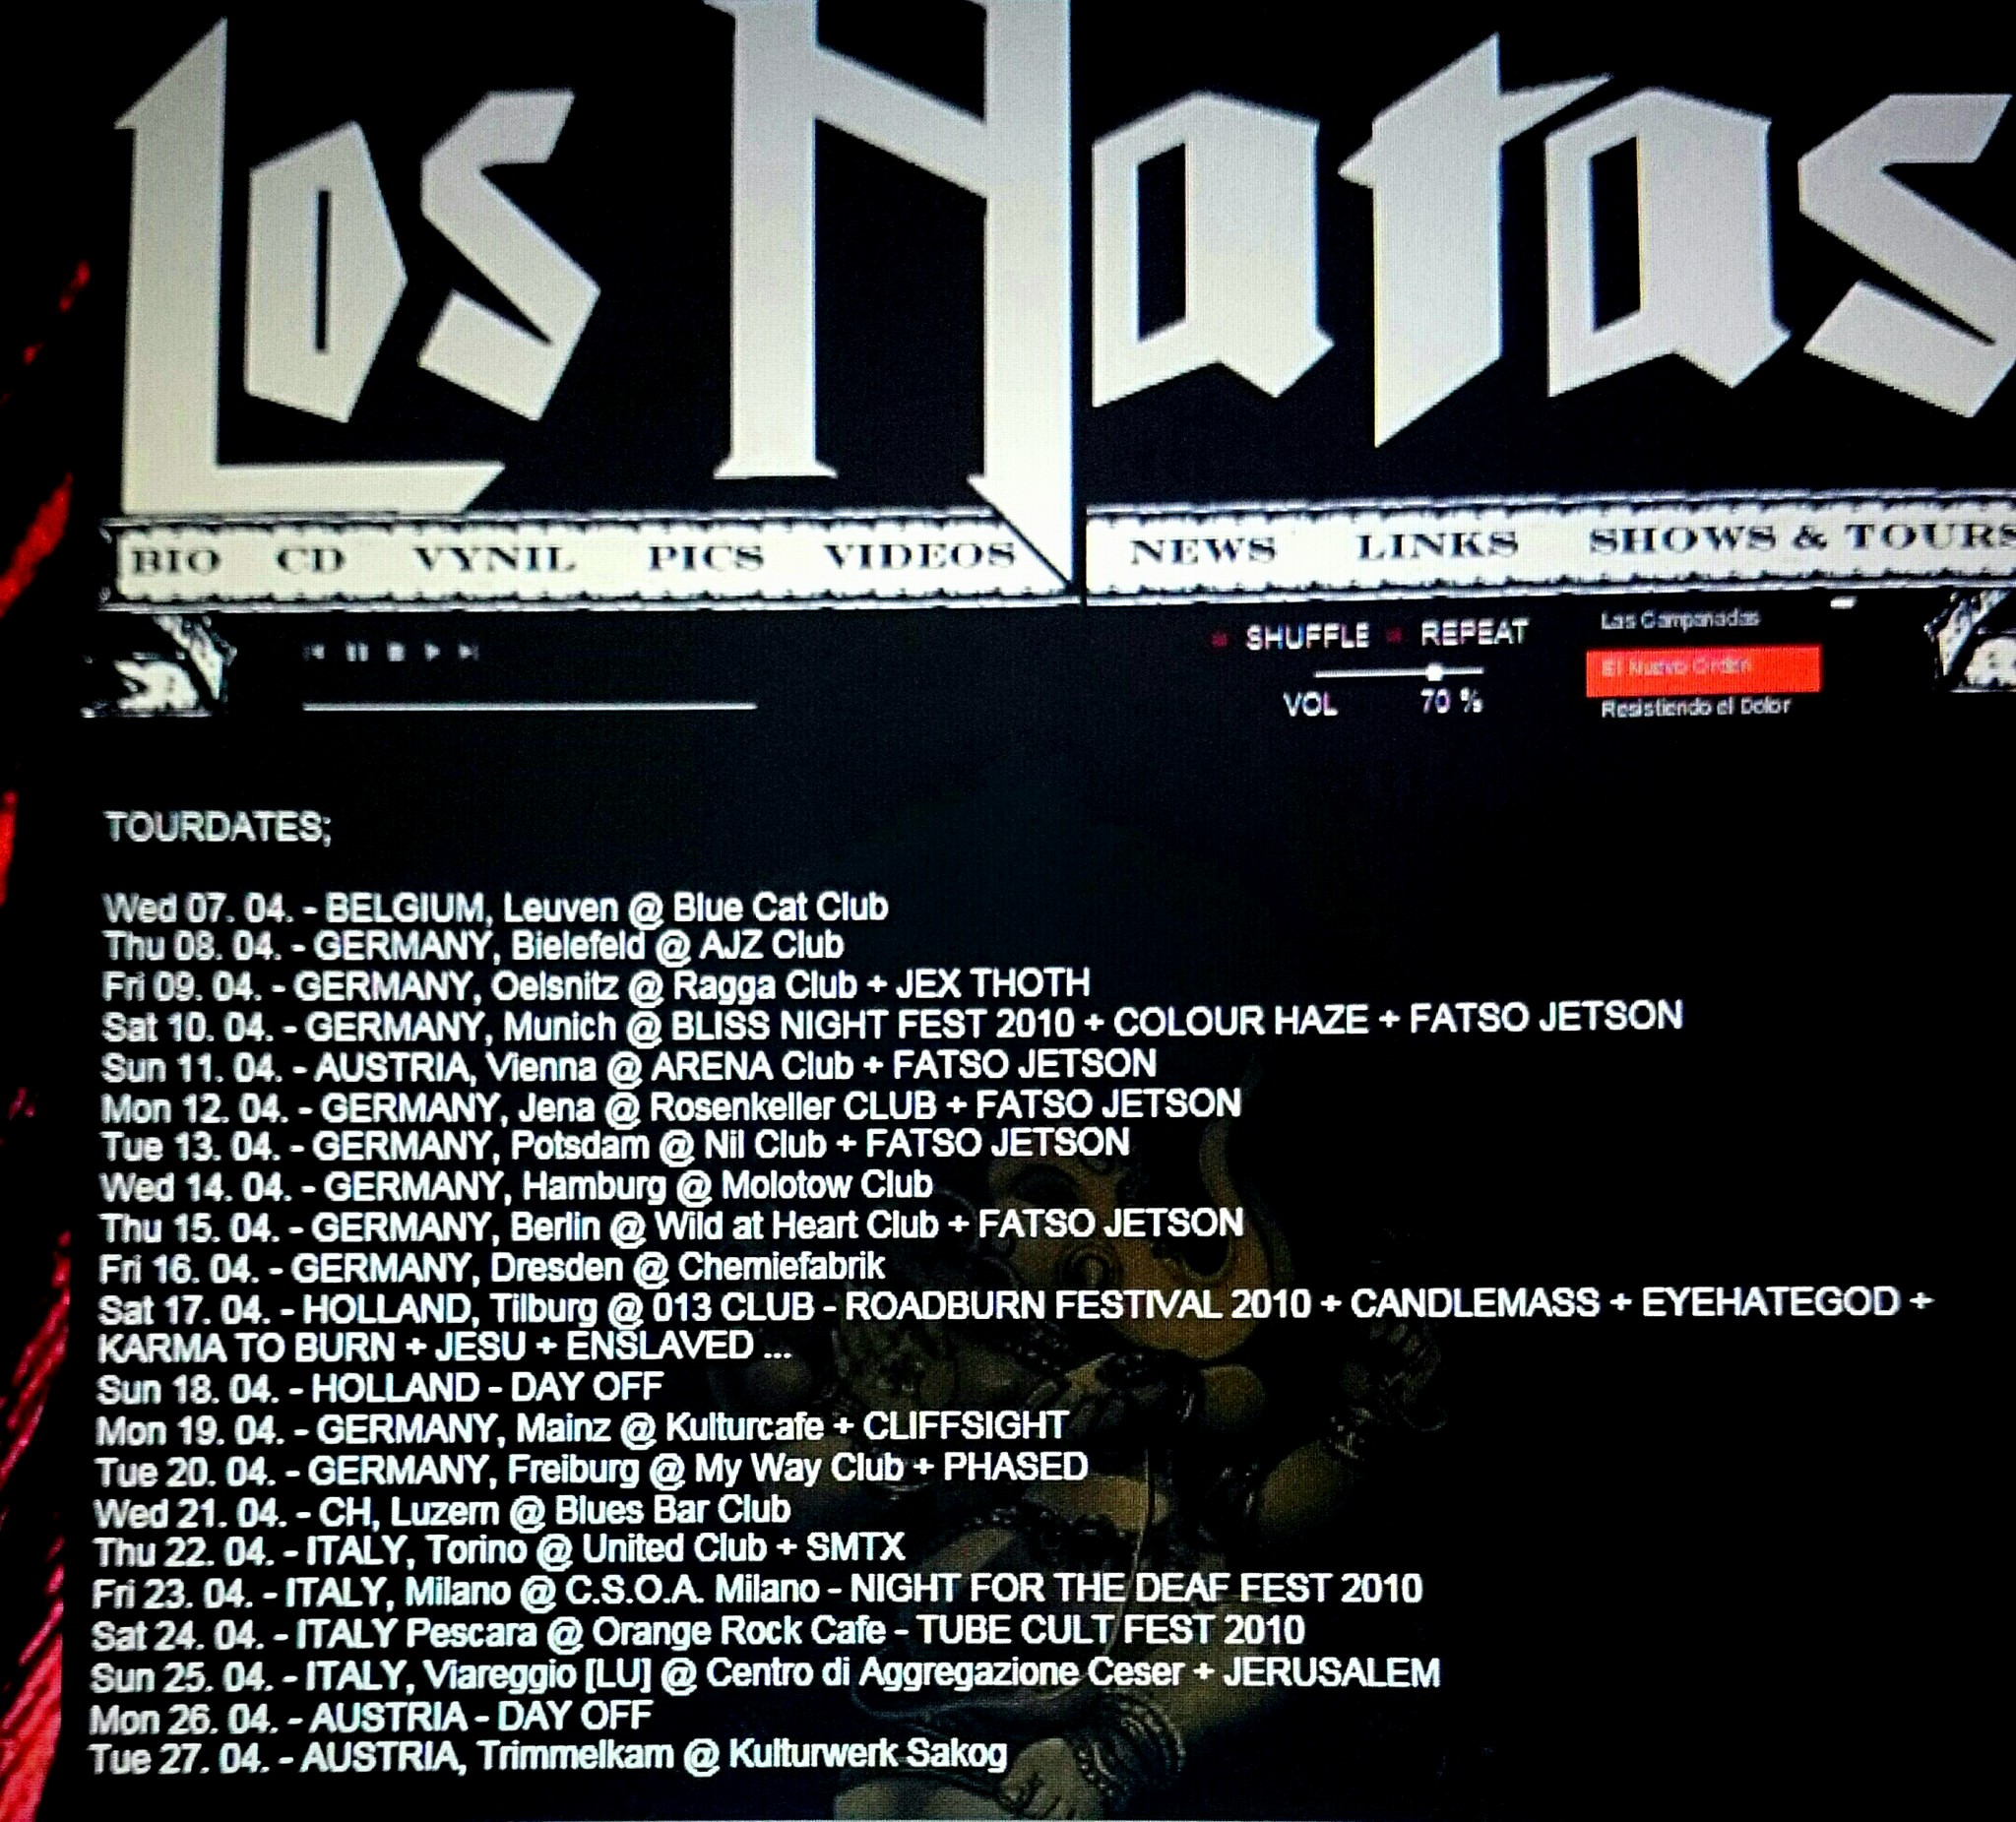 Los Natas
BIO CD VYNIL PICS VIDEOS NEWS LINKS SHOWS & TOURS
SHUFFLE REPEAT
VOL 70 %
Las Campanadas
El Nuevo Orden
Resistiendo el Dolor
TOURDATES;
Wed 07. 04. - BELGIUM, Leuven @ Blue Cat Club
Thu 08. 04. - GERMANY, Bielefeld @ AJZ Club
Fri 09. 04. - GERMANY, Oelsnitz @ Ragga Club + JEX THOTH
Sat 10. 04. - GERMANY, Munich @ BLISS NIGHT FEST 2010 + COLOUR HAZE + FATSO JETSON
Sun 11. 04. - AUSTRIA, Vienna @ ARENA Club + FATSO JETSON
Mon 12. 04. - GERMANY, Jena @ Rosenkeller CLUB + FATSO JETSON
Tue 13. 04. - GERMANY, Potsdam @ Nil Club + FATSO JETSON
Wed 14. 04. - GERMANY, Hamburg @ Molotow Club
Thu 15. 04. - GERMANY, Berlin @ Wild at Heart Club + FATSO JETSON
Fri 16. 04. - GERMANY, Dresden @ Chemiefabrik
Sat 17. 04. - HOLLAND, Tilburg @ 013 CLUB - ROADBURN FESTIVAL 2010 + CANDLEMASS + EYEHATEGOD +
KARMA TO BURN + JESU + ENSLAVED ...
Sun 18. 04. - HOLLAND - DAY OFF
Mon 19. 04. - GERMANY, Mainz @ Kulturcafe + CLIFFSIGHT
Tue 20. 04. - GERMANY, Freiburg @ My Way Club + PHASED
Wed 21. 04. - CH, Luzern @ Blues Bar Club
Thu 22. 04. - ITALY, Torino @ United Club + SMTX
Fri 23. 04. - ITALY, Milano @ C.S.O.A. Milano - NIGHT FOR THE DEAF FEST 2010
Sat 24. 04. - ITALY Pescara @ Orange Rock Cafe - TUBE CULT FEST 2010
Sun 25. 04. - ITALY, Viareggio [LU] @ Centro di Aggregazione Ceser + JERUSALEM
Mon 26. 04. - AUSTRIA - DAY OFF
Tue 27. 04. - AUSTRIA, Trimmelkam @ Kulturwerk Sakog